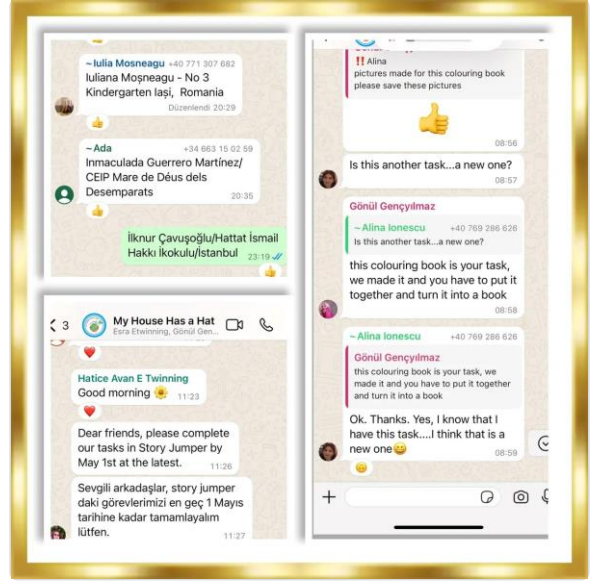 ~Iulia Mosneagu +40 771 307 682
Iuliana Moșneagu - No 3
Kindergarten Iași, Romania
Düzenlendi 20:29
~Ada +34 663 15 02 59
Inmaculada Guerrero Martínez/
CEIP Mare de Déus dels
Desemparats
20:35
İlknur Çavuşoğlu/Hattat İsmail
Hakkı İkokulu/İstanbul 23:19
3 My House Has a Hat
Esra Etwinning, Gönül Gen...
Hatice Avan E Twinning
Good morning 11:23
Dear friends, please complete
our tasks in Story Jumper by
May 1st at the latest. 11:26
Sevgili arkadaşlar, story jumper
daki görevlerimizi en geç 1 Mayıs
tarihine kadar tamamlayalım
lütfen. 11:27
‼️ Alina
pictures made for this colouring book
please save these pictures
08:56
Is this another task...a new one?
08:57
Gönül Gençyılmaz
~Alina Ionescu +40 769 286 626
Is this another task...a new one?
this colouring book is your task,
we made it and you have to put it
together and turn it into a book
08:58
~Alina Ionescu +40 769 286 626
Gönül Gençyılmaz
this colouring book is your task, we
made it and you have to put it together
and turn it into a book
Ok. Thanks. Yes, I know that I
have this task....I think that is a
new one😀 08:59